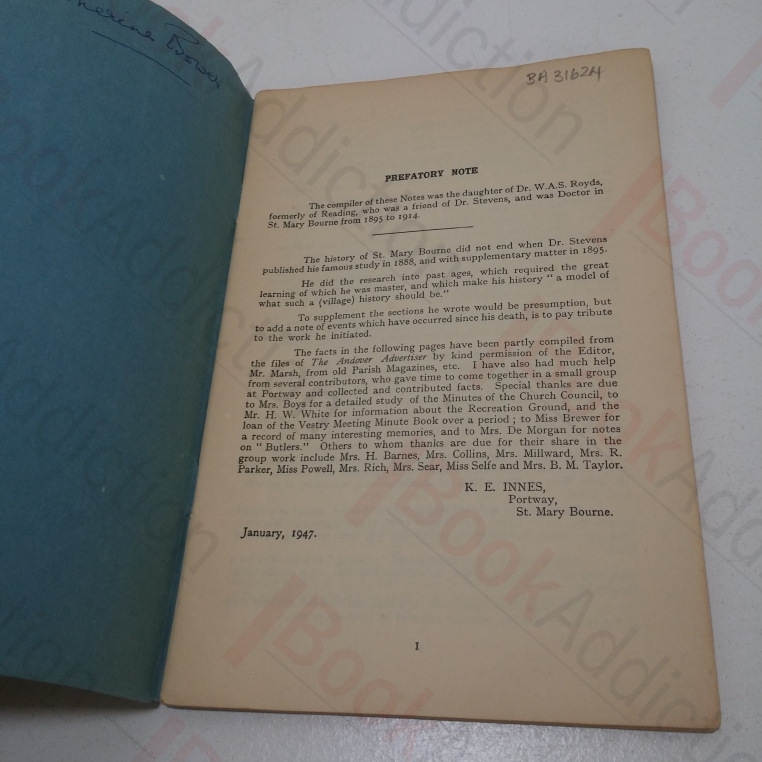 Brewer
BA 31624
PREFATORY NOTE
The compiler of these Notes was the daughter of Dr. W.A.S. Royds,
formerly of Reading, who was a friend of Dr. Stevens, and was Doctor in
St. Mary Bourne from 1895 to 1914.
The history of St. Mary Bourne did not end when Dr. Stevens
published his famous study in 1888, and with supplementary matter in 1895.
He did the research into past ages, which required the great
learning of which he was master, and which make his history " a model of
what such a (village) history should be."
To supplement the sections he wrote would be presumption, but
to add a note of events which have occurred since his death, is to pay tribute
to the work he initiated.
The facts in the following pages have been partly compiled from
the files of The Andover Advertiser by kind permission of the Editor,
Mr. Marsh, from old Parish Magazines, etc. I have also had much help
from several contributors, who gave time to come together in a small group
at Portway and collected and contributed facts. Special thanks are due
to Mrs. Boys for a detailed study of the Minutes of the Church Council, to
Mr. H. W. White for information about the Recreation Ground, and the
loan of the Vestry Meeting Minute Book over a period ; to Miss Brewer for
a record of many interesting memories, and to Mrs. De Morgan for notes
on " Butlers." Others to whom thanks are due for their share in the
group work include Mrs. H. Barnes, Mrs. Collins, Mrs. Millward, Mrs. R.
Parker, Miss Powell, Mrs. Rich, Mrs. Sear, Miss Selfe and Mrs. B. M. Taylor.
K. E. INNES,
Portway,
St. Mary Bourne.
January, 1947.
I
BookAddiction